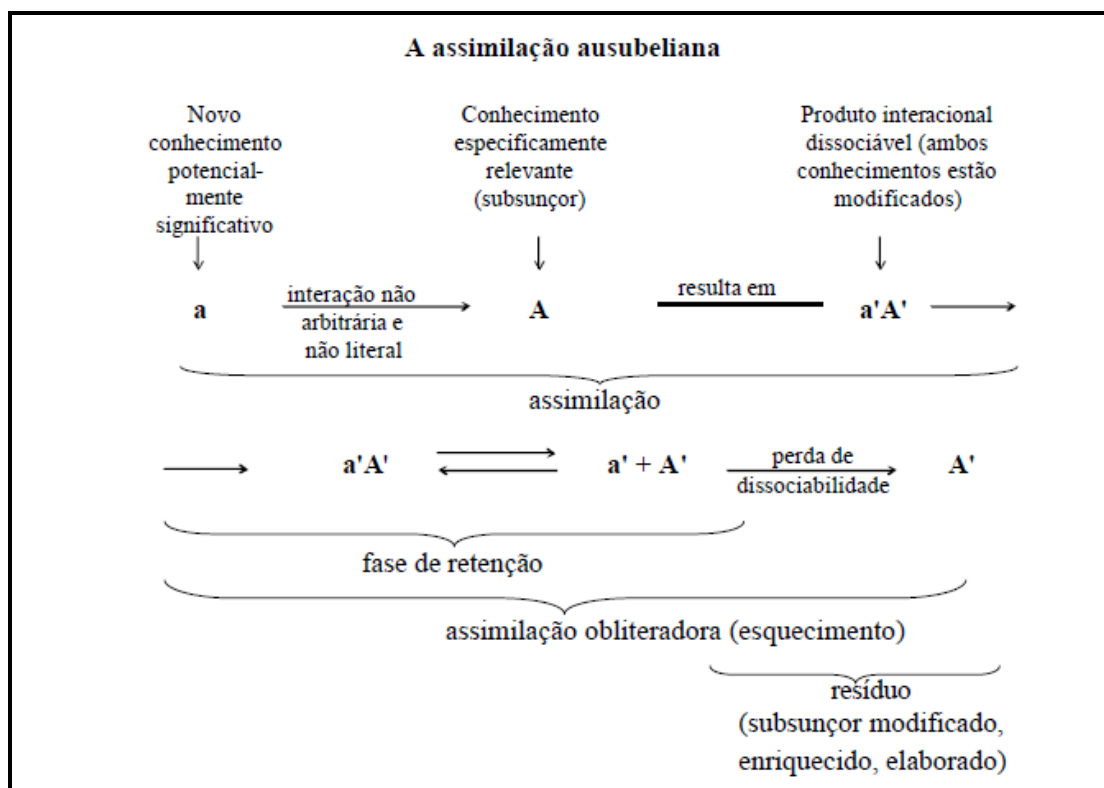 A assimilação ausubeliana
Novo
conhecimento
potencial-
mente
significativo
Conhecimento
especificamente
relevante
(subsunçor)
Produto interacional
dissociável (ambos
conhecimentos estão
modificados)
a
interação não
arbitrária e
não literal
A
resulta em
a'A'
assimilação
a'A'
a' + A'
perda de
dissociabilidade
A'
fase de retenção
assimilação obliteradora (esquecimento)
resíduo
(subsunçor modificado,
enriquecido, elaborado)